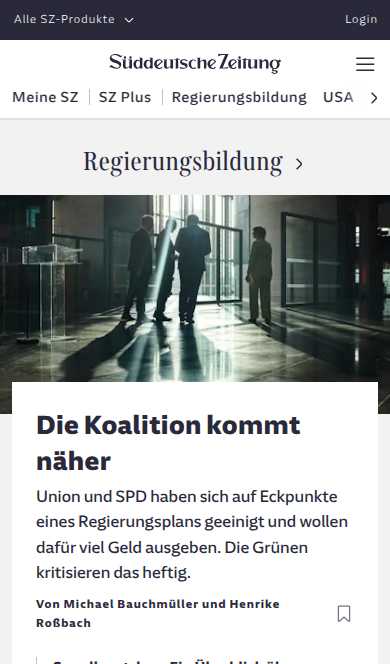 Alle SZ-Produkte
Login
Süddeutsche Zeitung
Meine SZ
SZ Plus
Regierungsbildung
USA
Regierungsbildung
Die Koalition kommt
näher
Union und SPD haben sich auf Eckpunkte
eines Regierungsplans geeinigt und wollen
dafür viel Geld ausgeben. Die Grünen
kritisieren das heftig.
Von Michael Bauchmüller und Henrike
Roßbach